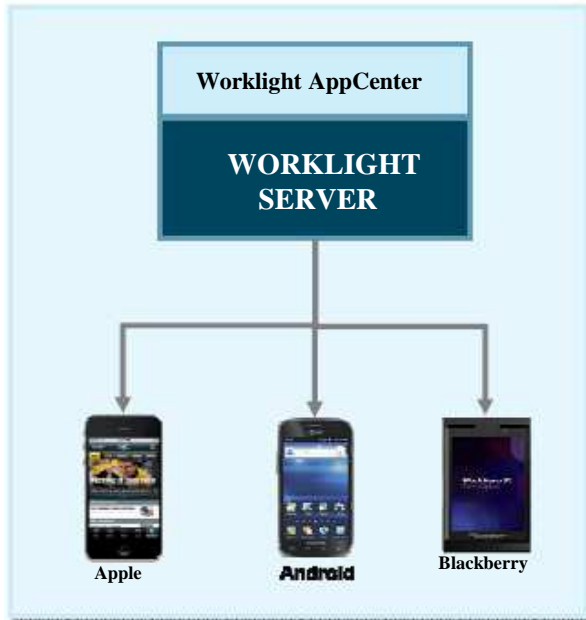 Worklight AppCenter
WORKLIGHT
SERVER
Apple
Android
Blackberry